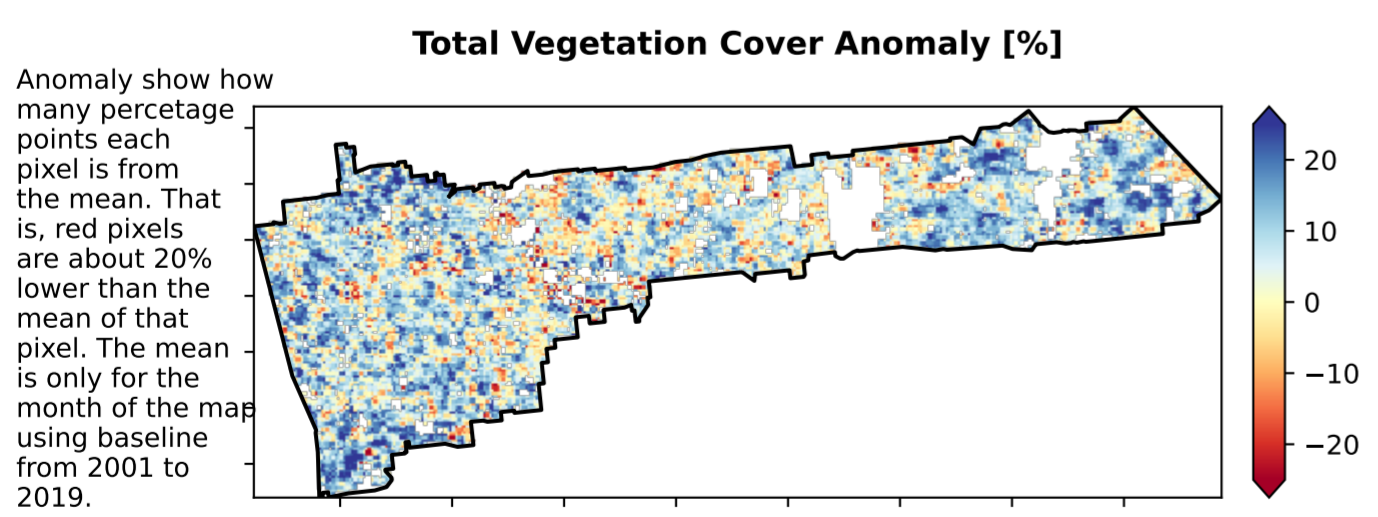 Total Vegetation Cover Anomaly [%]
Anomaly show how
many percetage
points each
pixel is from
the mean. That
is, red pixels
are about 20%
lower than the
mean of that
pixel. The mean
is only for the
month of the map
using baseline
from 2001 to
2019.
20
10
0
−10
−20